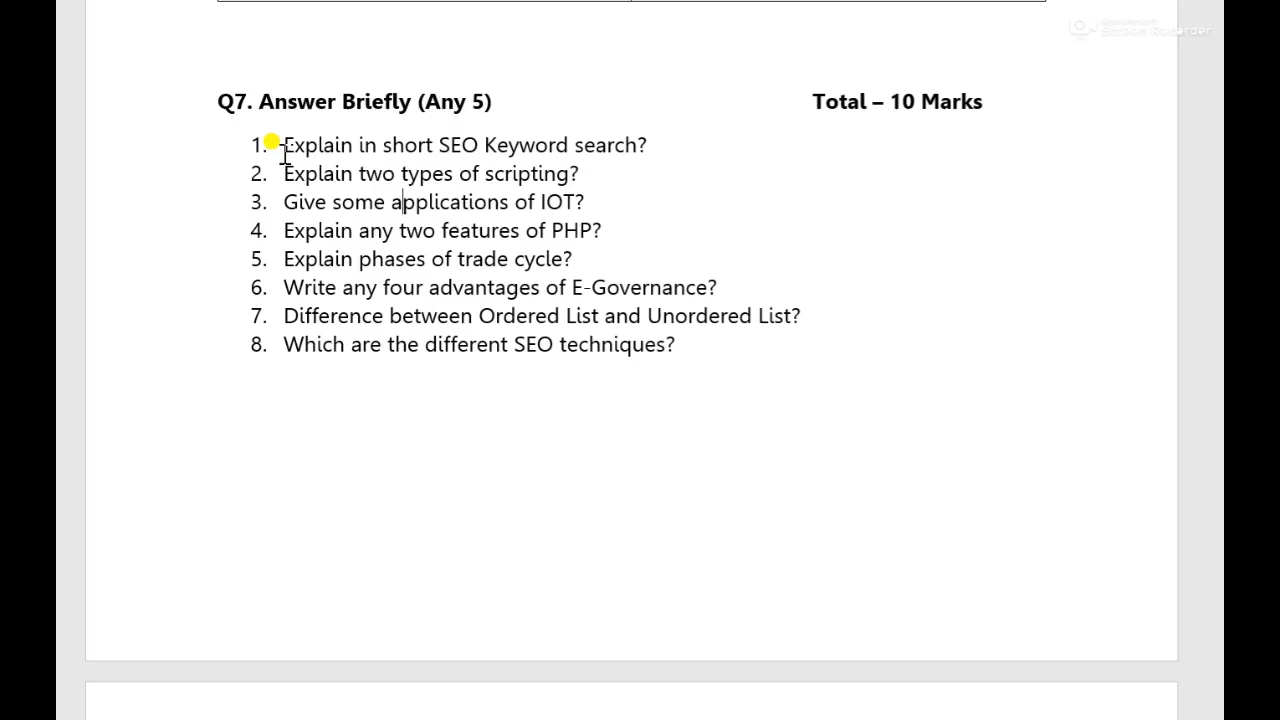 Screen Recorder
Q7. Answer Briefly (Any 5) Total – 10 Marks
1. Explain in short SEO Keyword search?
2. Explain two types of scripting?
3. Give some applications of IOT?
4. Explain any two features of PHP?
5. Explain phases of trade cycle?
6. Write any four advantages of E-Governance?
7. Difference between Ordered List and Unordered List?
8. Which are the different SEO techniques?